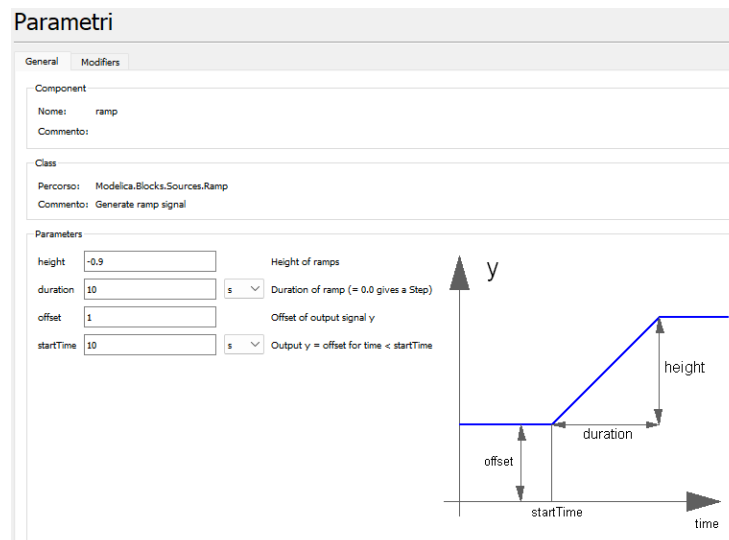 Parametri
General Modifiers
Component
Nome: ramp
Commento:
Class
Percorso: Modelica.Blocks.Sources.Ramp
Commento: Generate ramp signal
Parameters
height -0.9 Height of ramps
duration 10 s Duration of ramp (= 0.0 gives a Step)
offset 1 Offset of output signal y
startTime 10 s Output y = offset for time < startTime
y
height
duration
offset
startTime
time